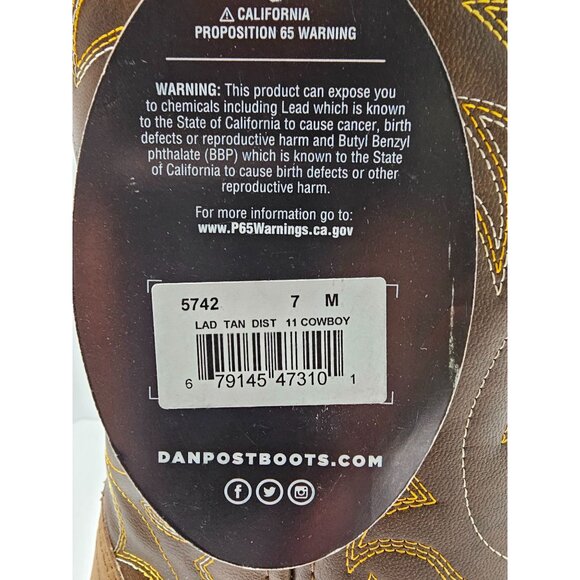 ⚠ CALIFORNIA
PROPOSITION 65 WARNING
WARNING: This product can expose you
to chemicals including Lead which is known
to the State of California to cause cancer, birth
defects or reproductive harm and Butyl Benzyl
phthalate (BBP) which is known to the State
of California to cause birth defects or other
reproductive harm.
For more information go to:
www.P65Warnings.ca.gov
5742 7 M
LAD TAN DIST 11 COWBOY
6 79145 47310 1
DANPOSTBOOTS.COM